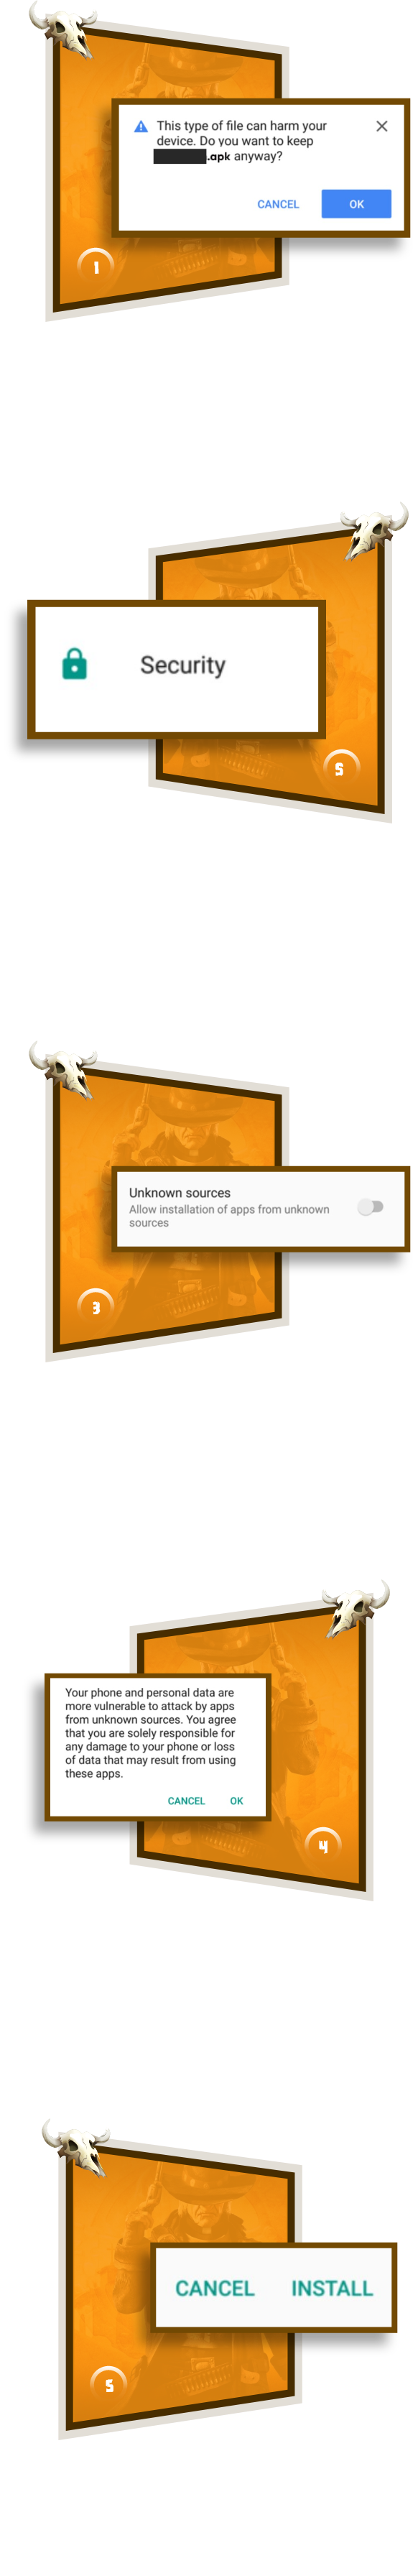 This type of file can harm your
device. Do you want to keep
.apk anyway?
CANCEL OK
1
Security
5
Unknown sources
Allow installation of apps from unknown
sources
3
Your phone and personal data are
more vulnerable to attack by apps
from unknown sources. You agree
that you are solely responsible for
any damage to your phone or loss
of data that may result from using
these apps.
CANCEL OK
4
CANCEL INSTALL
5